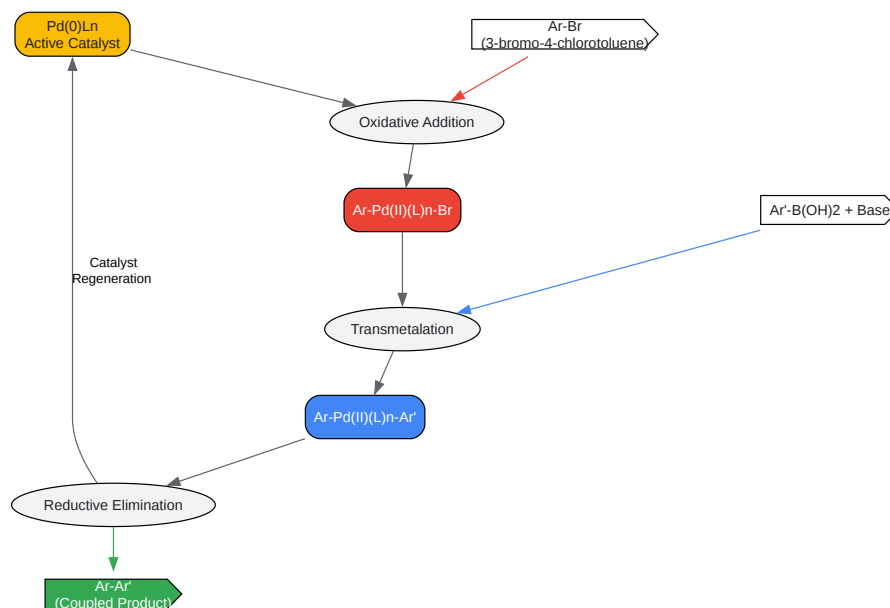 Pd(0)Ln
Active Catalyst
Ar-Br
(3-bromo-4-chlorotoluene)
Oxidative Addition
Ar-Pd(II)(L)n-Br
Ar'-B(OH)2 + Base
Catalyst
Regeneration
Transmetalation
Ar-Pd(II)(L)n-Ar'
Reductive Elimination
Ar-Ar'
(Coupled Product)